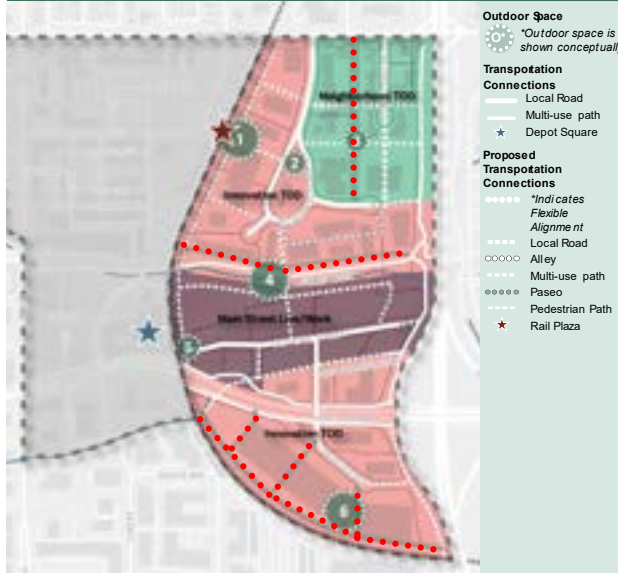 Outdoor Space
*Outdoor space is
shown conceptually
Transportation
Connections
Local Road
Multi-use path
Depot Square
Proposed
Transportation
Connections
*Indicates
Flexible
Alignment
Local Road
Alley
Multi-use path
Paseo
Pedestrian Path
Rail Plaza
Neighborhood TOD
1
2
3
Innovation TOD
4
Main Street Live/Work
5
Innovation TOD
6